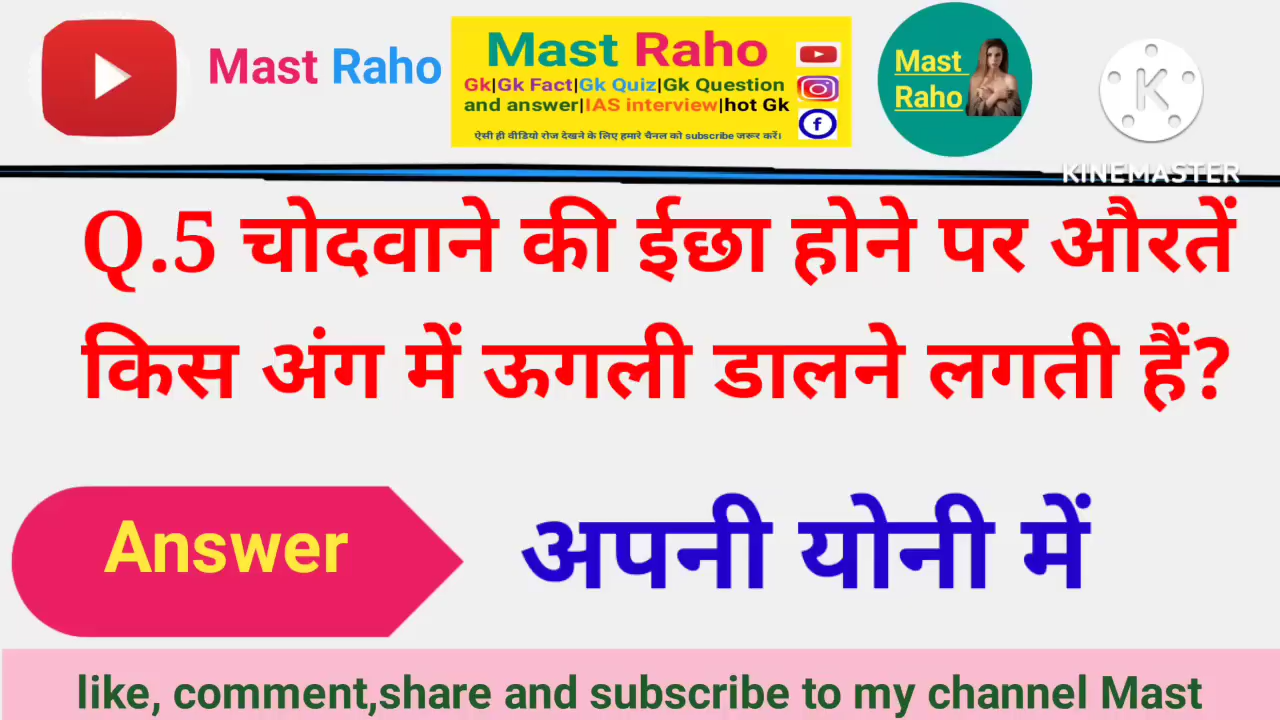 Mast Raho
Mast Raho
Gk|Gk Fact|Gk Quiz|Gk Question
and answer|IAS interview|hot Gk
ऐसी ही वीडियो रोज देखने के लिए हमारे चैनल को subscribe जरूर करें।
Mast
Raho
K
KINEMASTER
Q.5 चोदवाने की ईछा होने पर औरतें
किस अंग में ऊगली डालने लगती हैं?
Answer
अपनी योनी में
like, comment,share and subscribe to my channel Mast